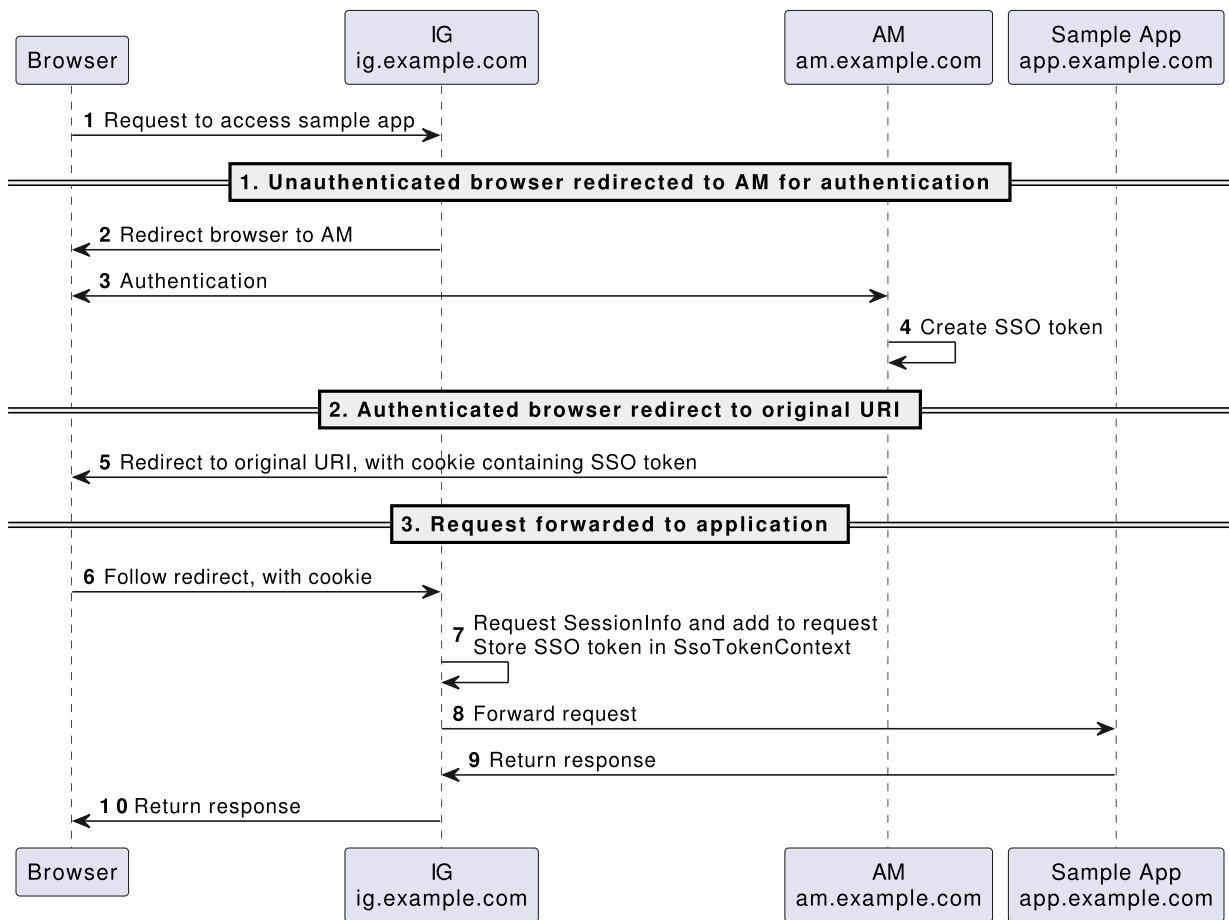 Browser
IG
ig.example.com
AM
am.example.com
Sample App
app.example.com
1 Request to access sample app
1. Unauthenticated browser redirected to AM for authentication
2 Redirect browser to AM
3 Authentication
4 Create SSO token
2. Authenticated browser redirect to original URI
5 Redirect to original URI, with cookie containing SSO token
3. Request forwarded to application
6 Follow redirect, with cookie
7 Request SessionInfo and add to request
Store SSO token in SsoTokenContext
8 Forward request
9 Return response
10 Return response
Browser
IG
ig.example.com
AM
am.example.com
Sample App
app.example.com